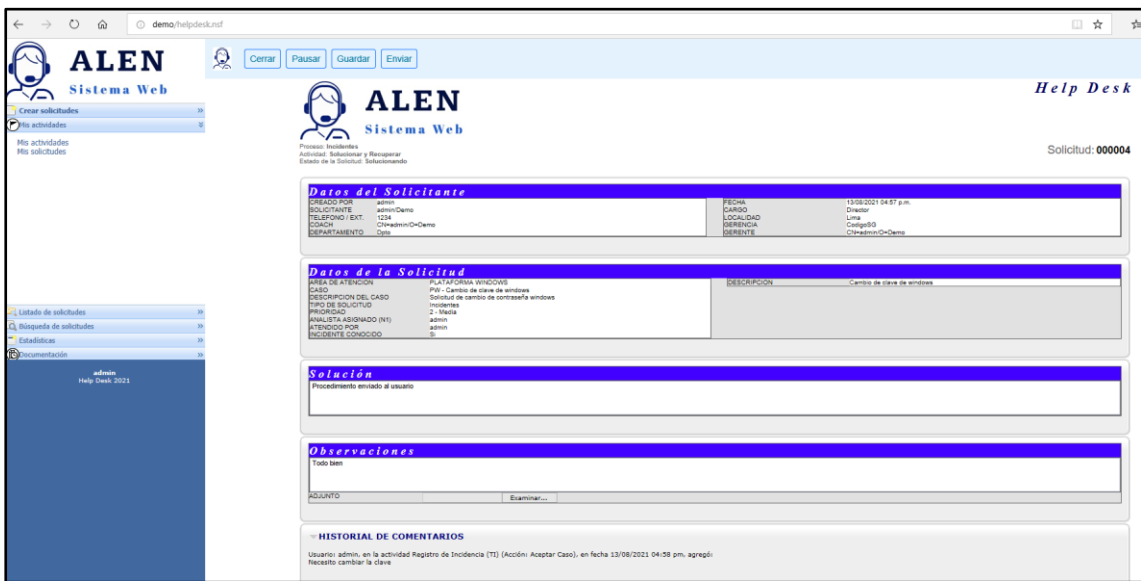 demo/helpdesk.nsf
ALEN
Sistema Web
Crear solicitudes
Mis actividades
Mis actividades
Mis solicitudes
Listado de solicitudes
Búsqueda de solicitudes
Estadísticas
Documentación
admin
Help Desk 2021
Cerrar Pausar Guardar Enviar
ALEN
Sistema Web
Help Desk
Proceso: Incidentes
Actividad: Solucionar y Recuperar
Estado de la Solicitud: Solucionando
Solicitud: 000004
Datos del Solicitante
CREADO POR admin FECHA 13/08/2021 04:57 p.m.
SOLICITANTE admin/Demo CARGO Director
TELEFONO / EXT. 1234 LOCALIDAD Lima
COACH CN=admin/O=Demo GERENCIA CodigoSG
DEPARTAMENTO Dpto GERENTE CN=admin/O=Demo
Datos de la Solicitud
AREA DE ATENCION PLATAFORMA WINDOWS DESCRIPCION Cambio de clave de windows
CASO PW - Cambio de clave de windows
DESCRIPCION DEL CASO Solicitud de cambio de contraseña windows
TIPO DE SOLICITUD Incidentes
PRIORIDAD 2 - Media
ANALISTA ASIGNADO (N1) admin
ATENDIDO POR admin
INCIDENTE CONOCIDO Si
Solución
Procedimiento enviado al usuario
Observaciones
Todo bien
ADJUNTO Examinar...
HISTORIAL DE COMENTARIOS
Usuario: admin, en la actividad Registro de Incidencia (TI) (Acción: Aceptar Caso), en fecha 13/08/2021 04:58 pm, agregó:
Necesito cambiar la clave